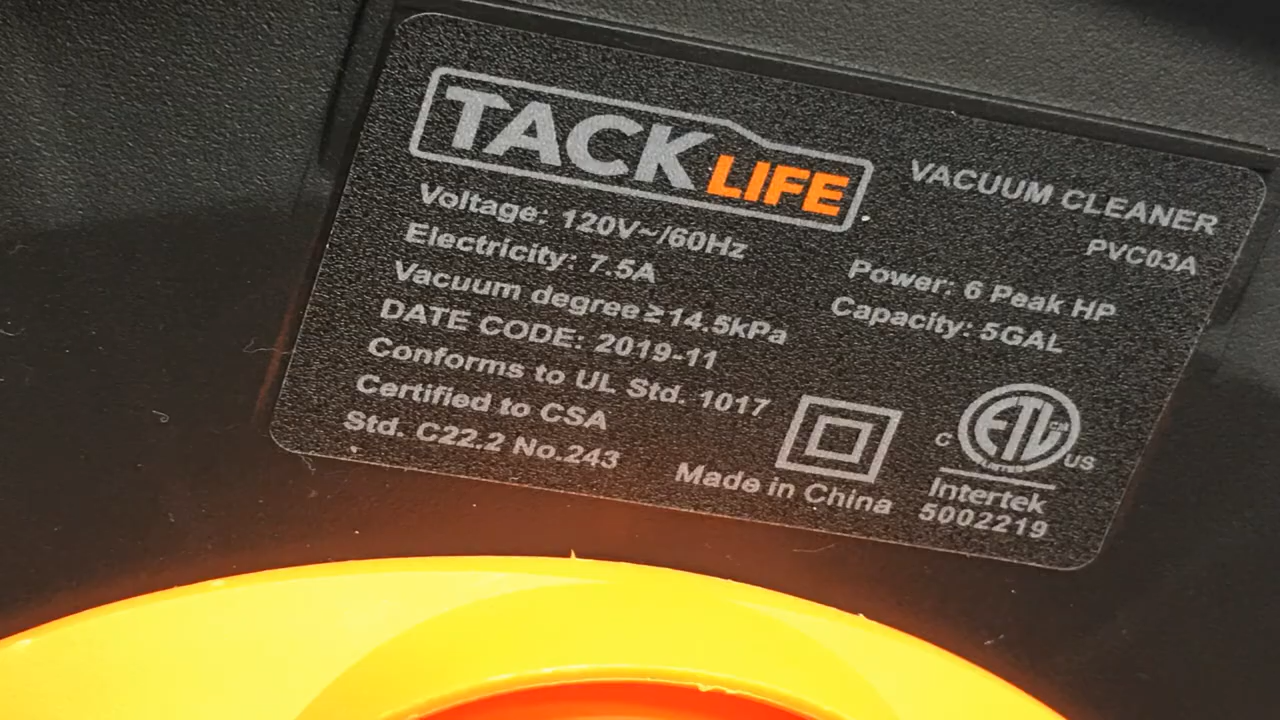 TACKLIFE
VACUUM CLEANER
PVC03A
Voltage: 120V~/60Hz
Electricity: 7.5A
Power: 6 Peak HP
Vacuum degree≥14.5kPa
Capacity: 5GAL
DATE CODE: 2019-11
Conforms to UL Std. 1017
Certified to CSA
Std. C22.2 No.243
Made in China
C ETL US
Intertek
5002219